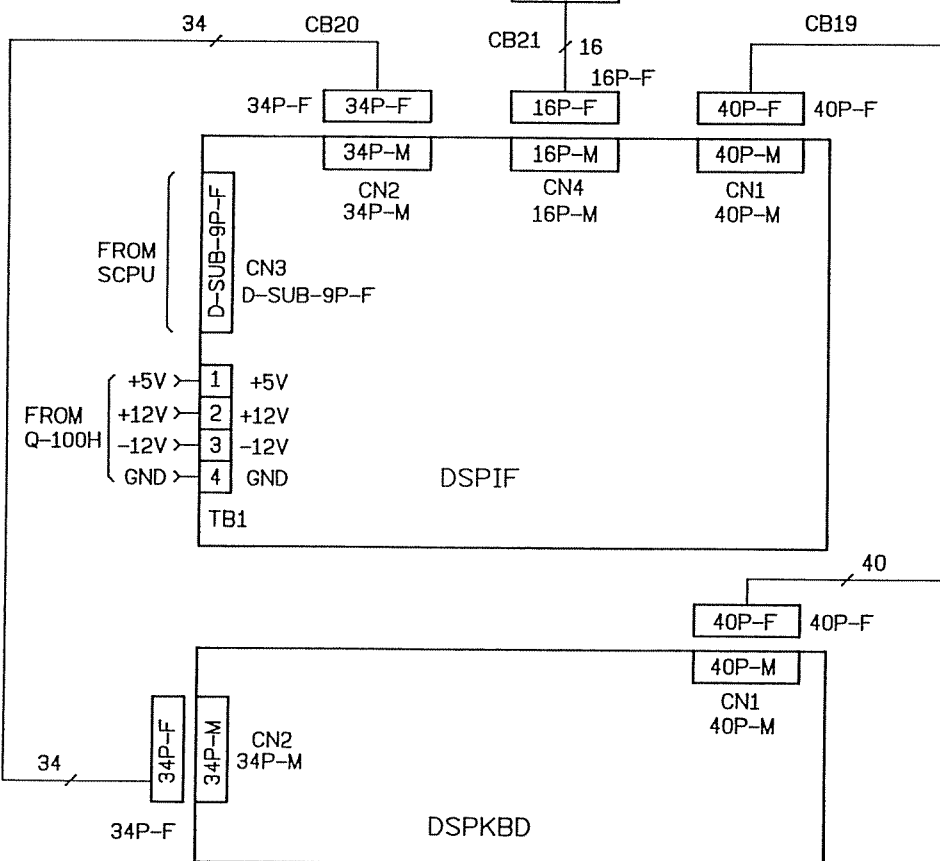 34
CB20
CB21
16
CB19
16P-F
34P-F
34P-F
16P-F
40P-F
40P-F
34P-M
16P-M
40P-M
CN2
34P-M
CN4
16P-M
CN1
40P-M
D-SUB-9P-F
FROM
SCPU
CN3
D-SUB-9P-F
+5V
1
+5V
FROM
Q-100H
+12V
2
+12V
-12V
3
-12V
GND
4
GND
DSPIF
TB1
40
40P-F
40P-F
40P-M
CN1
40P-M
34P-F
34P-M
CN2
34P-M
34
34P-F
DSPKBD